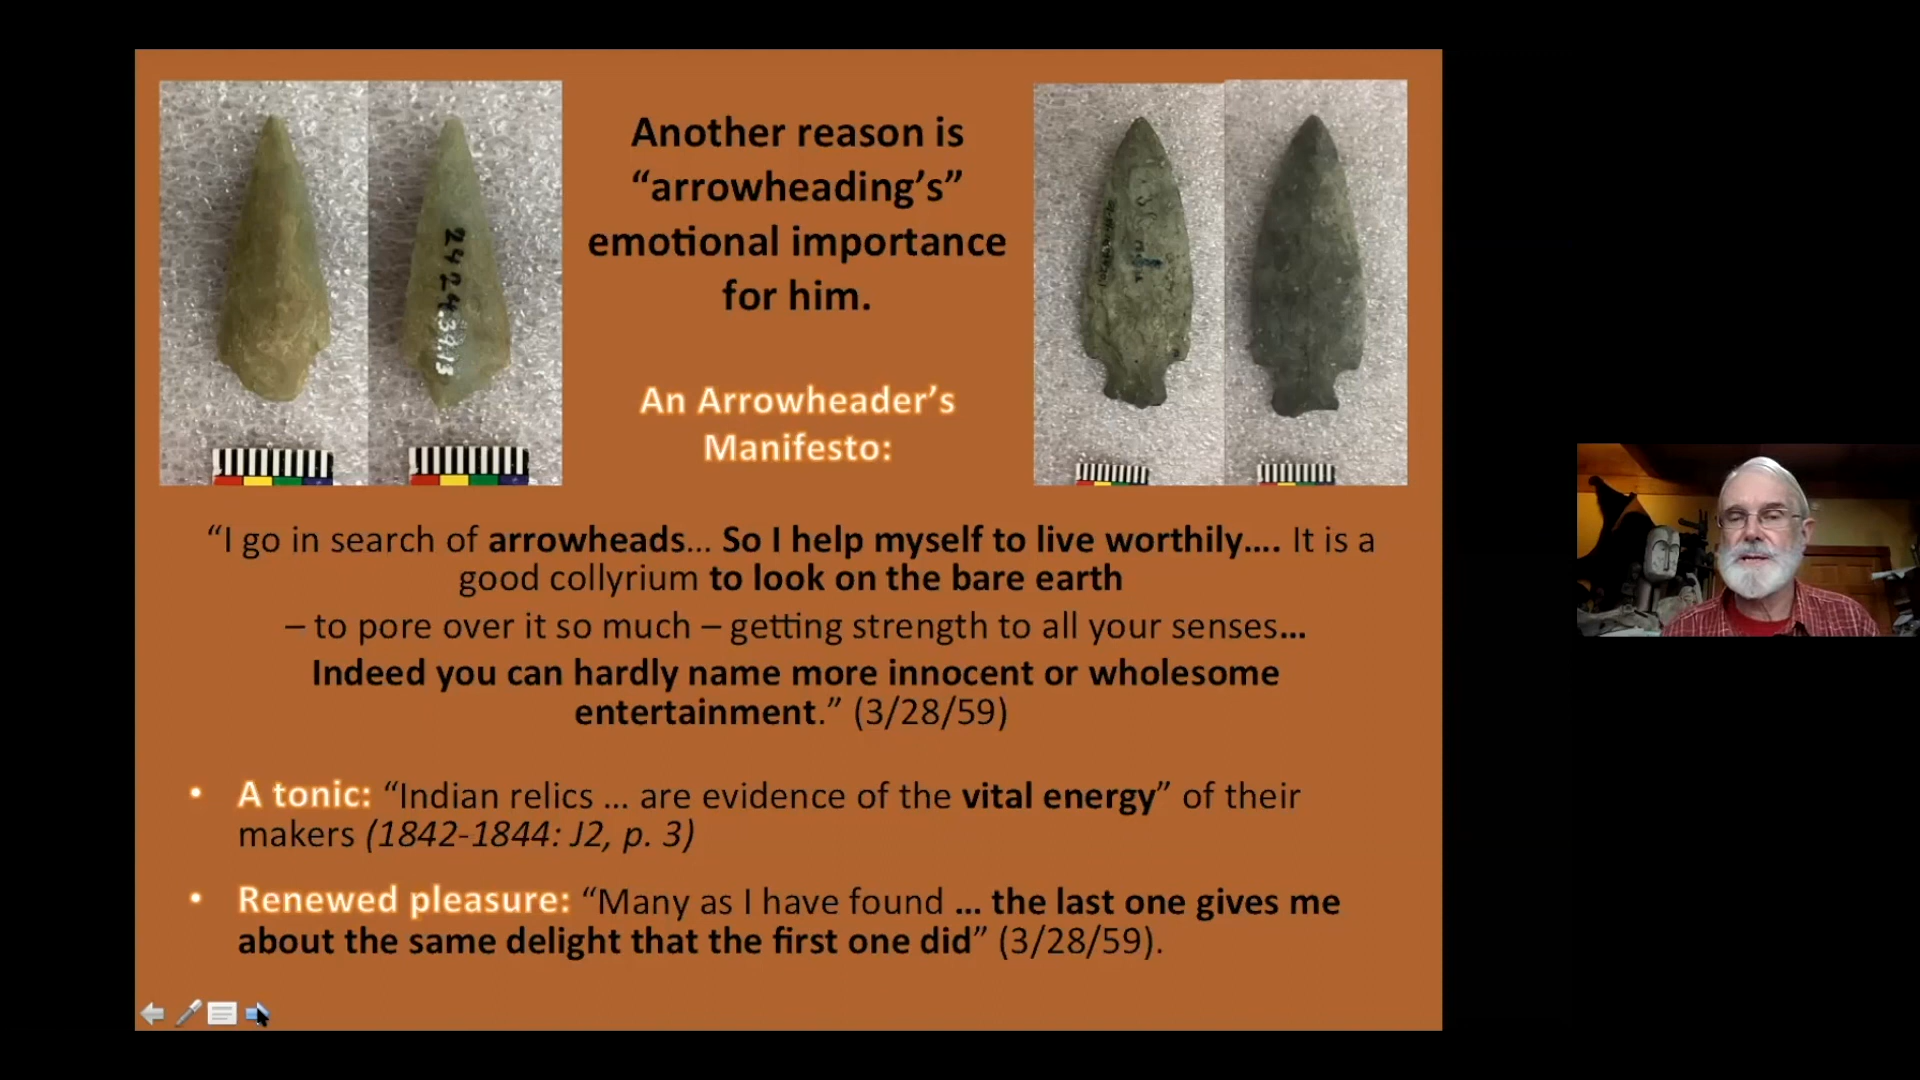 Another reason is
“arrowheading’s”
emotional importance
for him.
An Arrowheader’s
Manifesto:
242439.13
“I go in search of arrowheads… So I help myself to live worthily…. It is a
good collyrium to look on the bare earth
– to pore over it so much – getting strength to all your senses…
Indeed you can hardly name more innocent or wholesome
entertainment.” (3/28/59)
• A tonic: “Indian relics … are evidence of the vital energy” of their
makers (1842-1844: J2, p. 3)
• Renewed pleasure: “Many as I have found … the last one gives me
about the same delight that the first one did” (3/28/59).